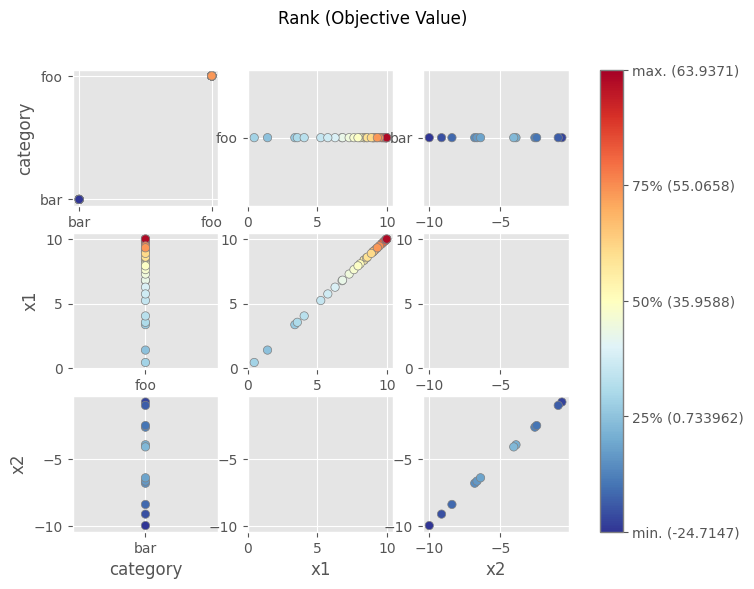 Rank (Objective Value)
category
foo
bar
bar
foo
foo
0
5
10
bar
−10
−5
max. (63.9371)
75% (55.0658)
50% (35.9588)
25% (0.733962)
min. (-24.7147)
x1
10
5
0
foo
0
5
10
10
5
0
−10
−5
10
5
0
x2
−5
−10
bar
category
−5
−10
0
5
10
x1
−5
−10
−10
−5
x2